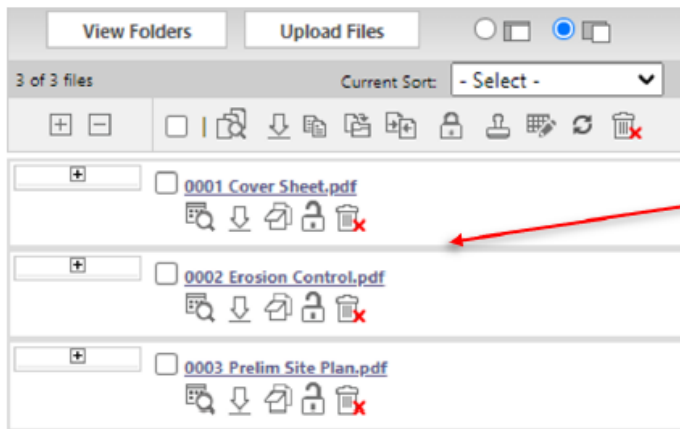 View Folders Upload Files
3 of 3 files Current Sort: - Select -
0001 Cover Sheet.pdf
0002 Erosion Control.pdf
0003 Prelim Site Plan.pdf